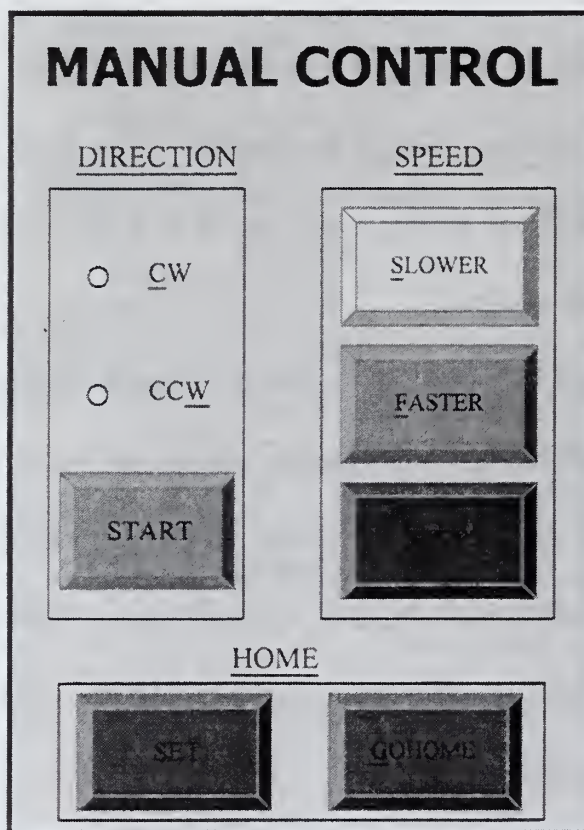 MANUAL CONTROL
DIRECTION
CW
CCW
START
SPEED
SLOWER
FASTER
HOME
SET
GOHOME